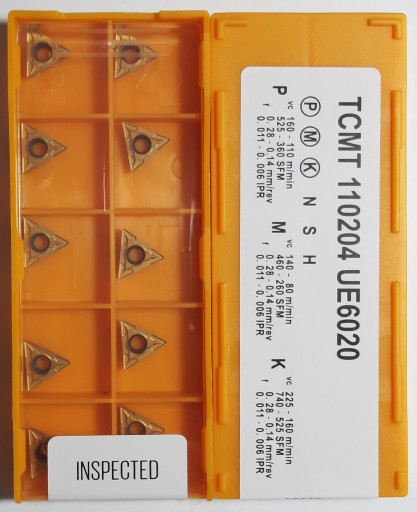 TCMT 110204 UE6020
P M K N S H
P
vc 160 - 110 m/min
525 - 360 SFM
f 0.28 - 0.14 mm/rev
0.011 - 0.006 IPR
M
vc 140 - 80 m/min
460 - 260 SFM
f 0.28 - 0.14 mm/rev
0.011 - 0.006 IPR
K
vc 225 - 160 m/min
740 - 525 SFM
f 0.28 - 0.14 mm/rev
0.011 - 0.006 IPR
INSPECTED